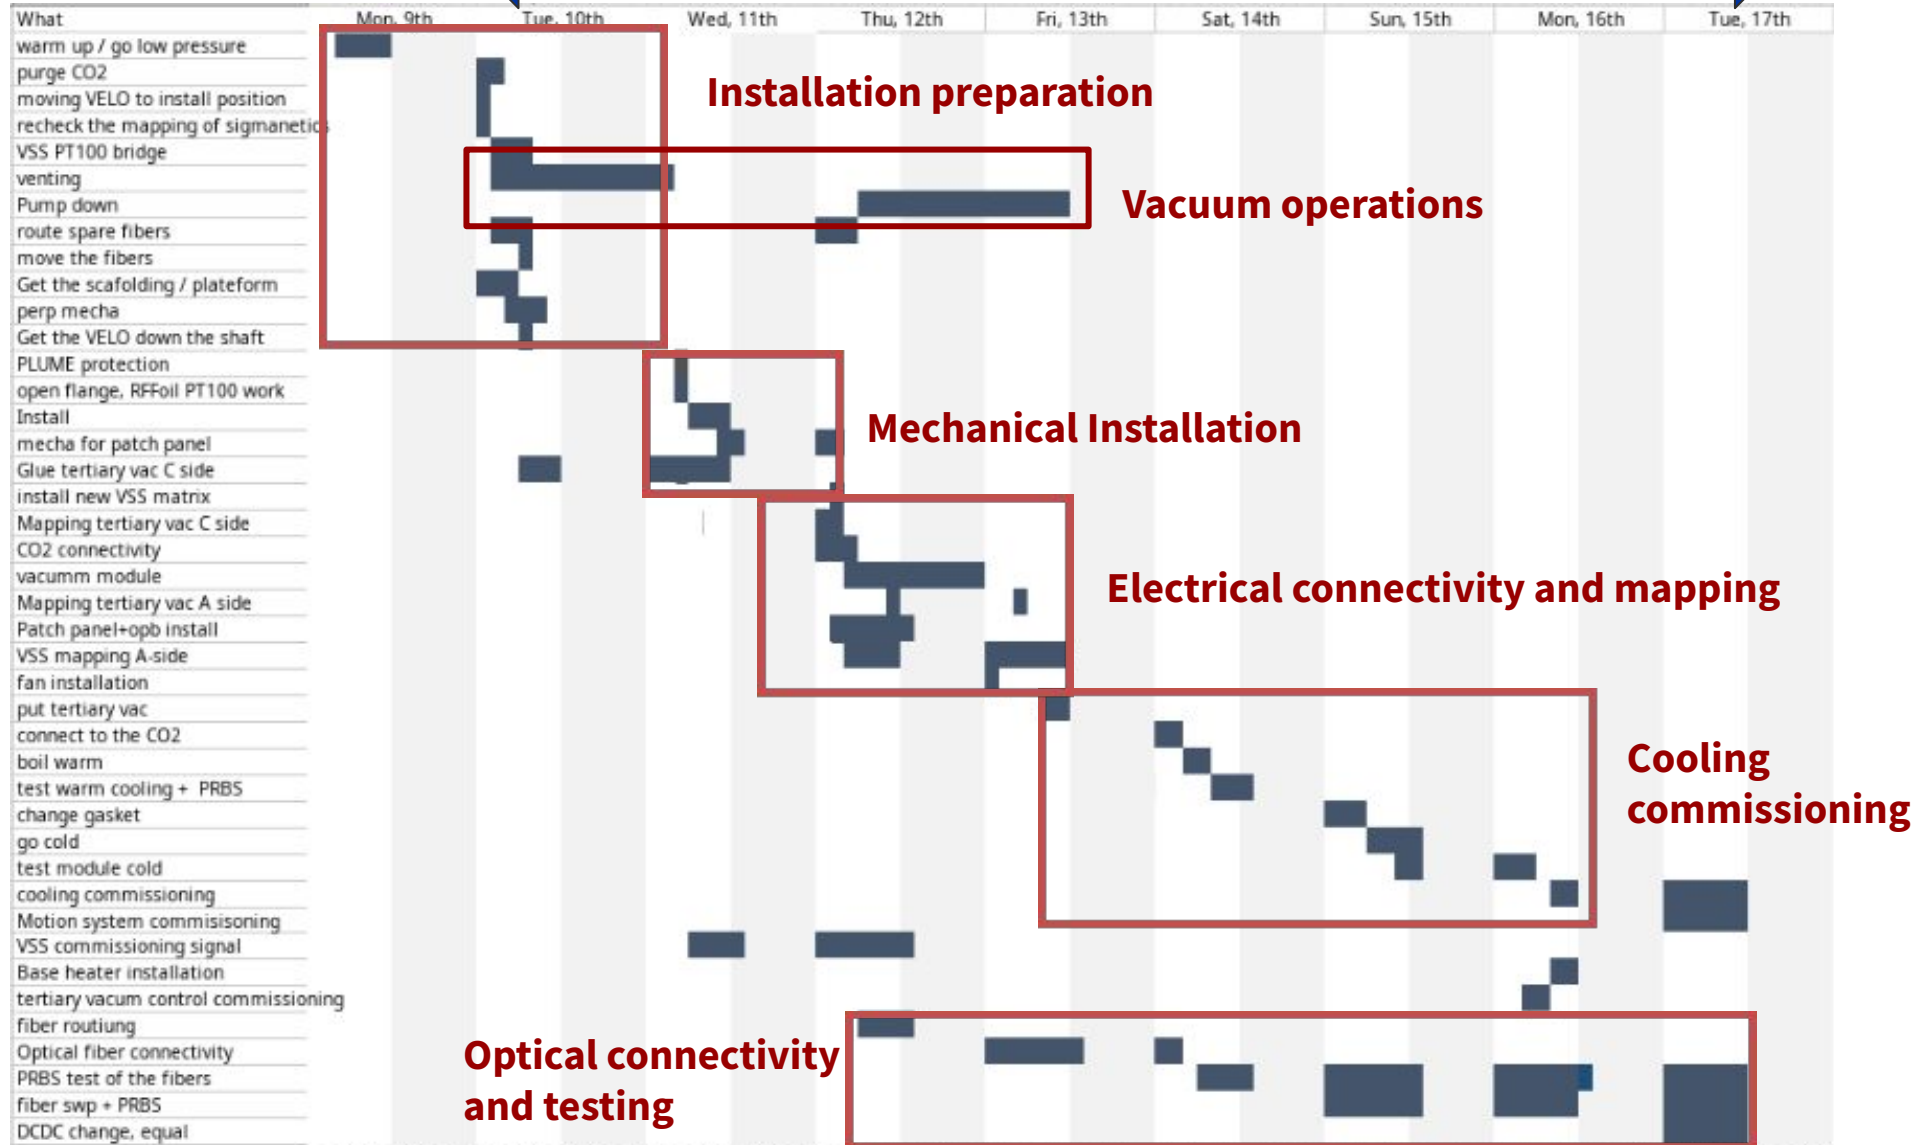 What Mon, 9th Tue, 10th Wed, 11th Thu, 12th Fri, 13th Sat, 14th Sun, 15th Mon, 16th Tue, 17th
warm up / go low pressure
purge CO2
moving VELO to install position
recheck the mapping of sigmanetics
VSS PT100 bridge
venting
Pump down
route spare fibers
move the fibers
Get the scafolding / plateform
perp mecha
Get the VELO down the shaft
PLUME protection
open flange, RFFoil PT100 work
Install
mecha for patch panel
Glue tertiary vac C side
install new VSS matrix
Mapping tertiary vac C side
CO2 connectivity
vacumm module
Mapping tertiary vac A side
Patch panel+opb install
VSS mapping A-side
fan installation
put tertiary vac
connect to the CO2
boil warm
test warm cooling + PRBS
change gasket
go cold
test module cold
cooling commissioning
Motion system commisisoning
VSS commissioning signal
Base heater installation
tertiary vacum control commissioning
fiber routiung
Optical fiber connectivity
PRBS test of the fibers
fiber swp + PRBS
DCDC change, equal
Installation preparation
Vacuum operations
Mechanical Installation
Electrical connectivity and mapping
Cooling
commissioning
Optical connectivity
and testing